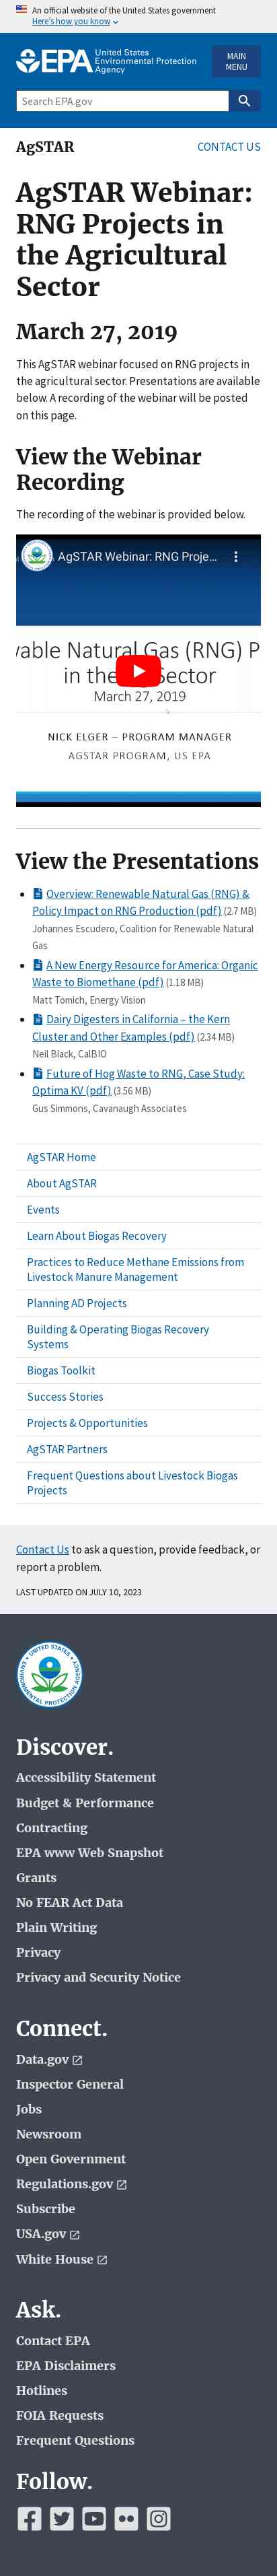 An official website of the United States government
Here's how you know
EPA United States
Environmental Protection
Agency
MAIN
MENU
Search EPA.gov
AgSTAR
CONTACT US
AgSTAR Webinar:
RNG Projects in
the Agricultural
Sector
March 27, 2019
This AgSTAR webinar focused on RNG projects in
the agricultural sector. Presentations are available
below. A recording of the webinar will be posted
on this page.
View the Webinar
Recording
The recording of the webinar is provided below.
AgSTAR Webinar: RNG Proje...
vable Natural Gas (RNG) P
in the Sector
March 27, 2019
NICK ELGER – PROGRAM MANAGER
AGSTAR PROGRAM, US EPA
View the Presentations
Overview: Renewable Natural Gas (RNG) &
Policy Impact on RNG Production (pdf) (2.7 MB)
Johannes Escudero, Coalition for Renewable Natural
Gas
A New Energy Resource for America: Organic
Waste to Biomethane (pdf) (1.18 MB)
Matt Tomich, Energy Vision
Dairy Digesters in California – the Kern
Cluster and Other Examples (pdf) (2.34 MB)
Neil Black, CalBIO
Future of Hog Waste to RNG, Case Study:
Optima KV (pdf) (3.56 MB)
Gus Simmons, Cavanaugh Associates
AgSTAR Home
About AgSTAR
Events
Learn About Biogas Recovery
Practices to Reduce Methane Emissions from
Livestock Manure Management
Planning AD Projects
Building & Operating Biogas Recovery
Systems
Biogas Toolkit
Success Stories
Projects & Opportunities
AgSTAR Partners
Frequent Questions about Livestock Biogas
Projects
Contact Us to ask a question, provide feedback, or
report a problem.
LAST UPDATED ON JULY 10, 2023
UNITED STATES
ENVIRONMENTAL PROTECTION AGENCY
Discover.
Accessibility Statement
Budget & Performance
Contracting
EPA www Web Snapshot
Grants
No FEAR Act Data
Plain Writing
Privacy
Privacy and Security Notice
Connect.
Data.gov
Inspector General
Jobs
Newsroom
Open Government
Regulations.gov
Subscribe
USA.gov
White House
Ask.
Contact EPA
EPA Disclaimers
Hotlines
FOIA Requests
Frequent Questions
Follow.